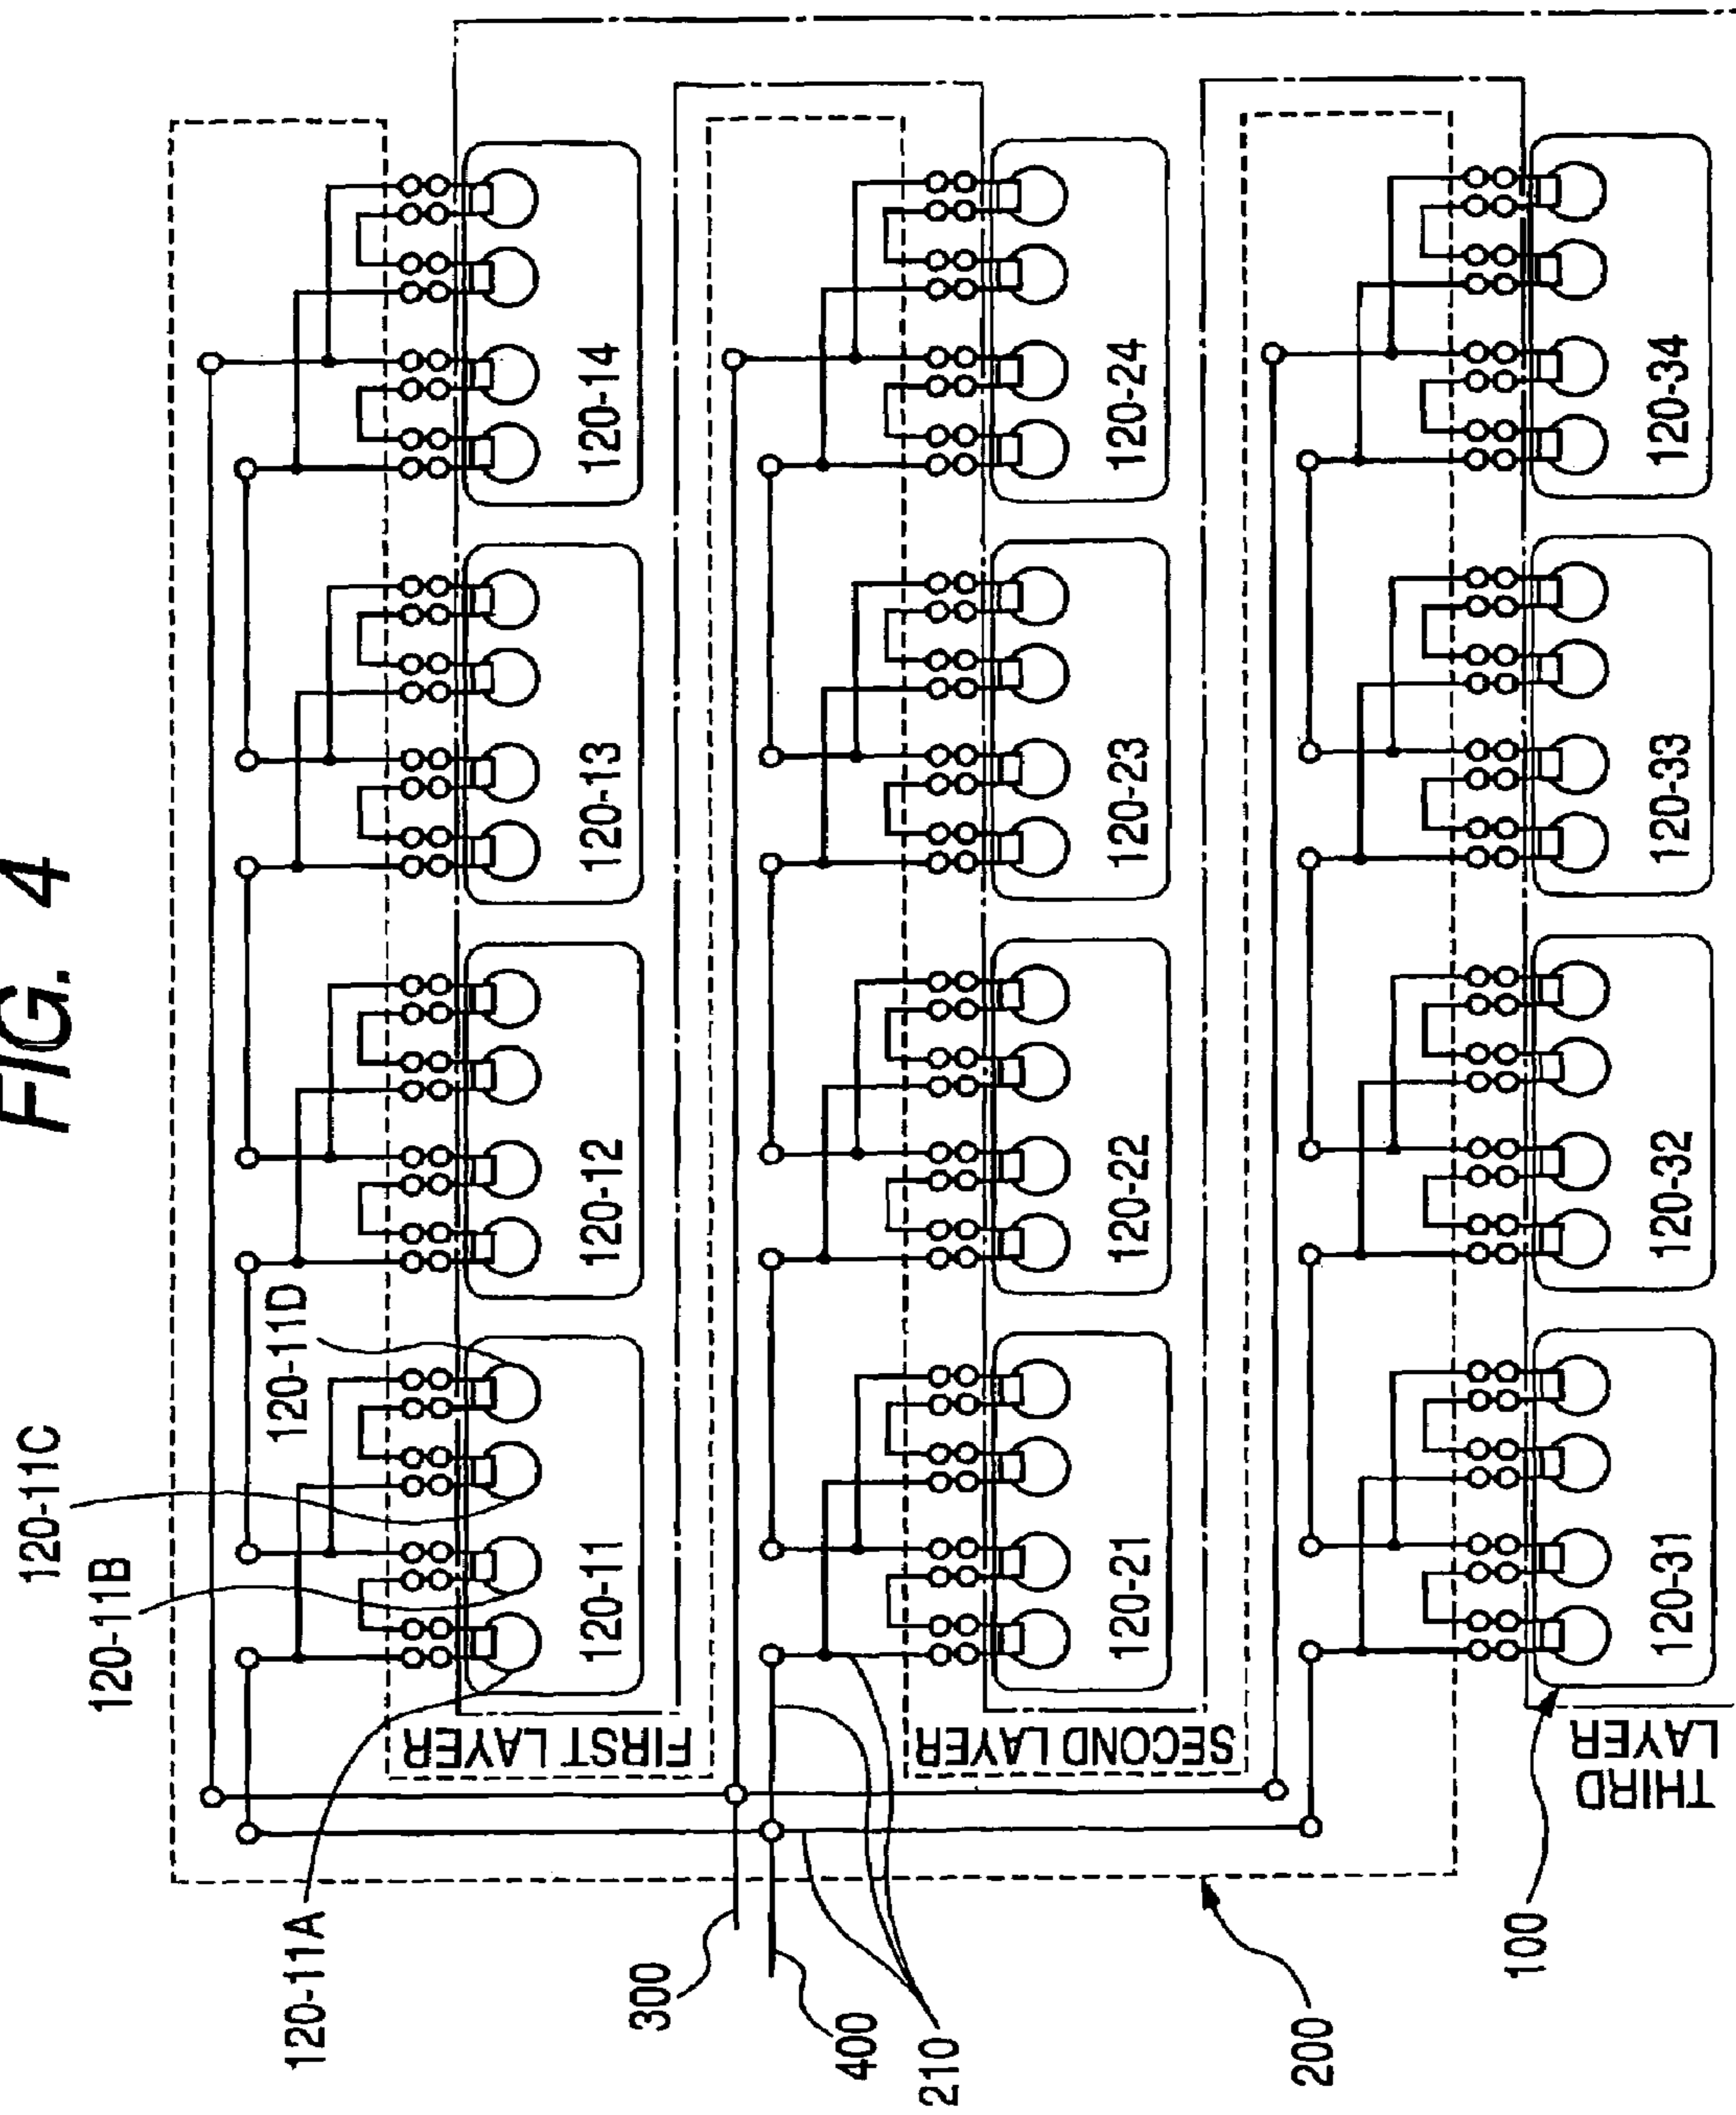 FIG. 4
120-11C
120-11B
120-11D
120-11A
120-11
120-12
120-13
120-14
FIRST LAYER
300
400
210
120-21
120-22
120-23
120-24
SECOND LAYER
200
100
120-31
120-32
120-33
120-34
THIRD
LAYER